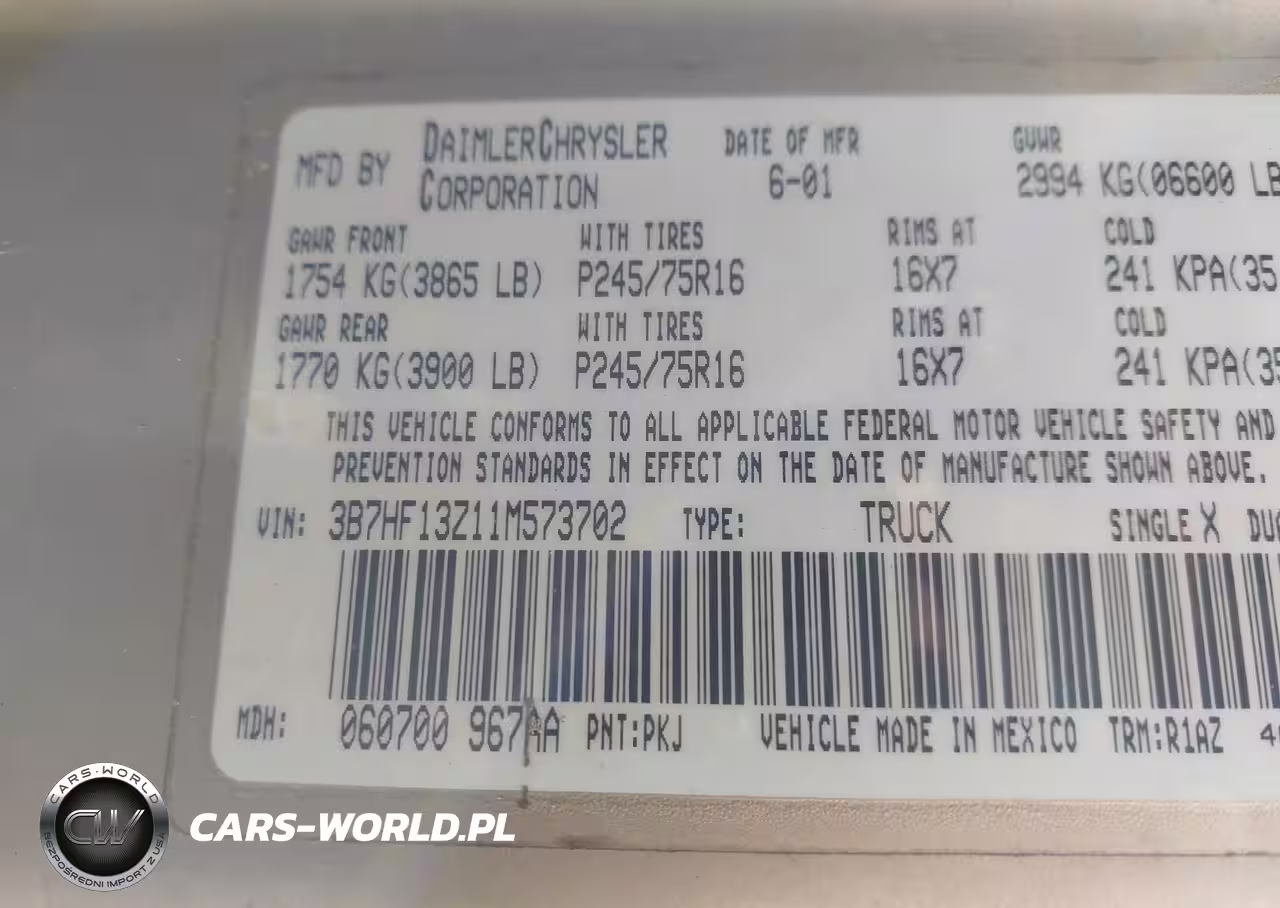 MFD BY DAIMLERCHRYSLER CORPORATION DATE OF MFR 6-01 GVWR 2994 KG(06600 LB
GAWR FRONT WITH TIRES RIMS AT COLD
1754 KG(3865 LB) P245/75R16 16X7 241 KPA(35
GAWR REAR WITH TIRES RIMS AT COLD
1770 KG(3900 LB) P245/75R16 16X7 241 KPA(35
THIS VEHICLE CONFORMS TO ALL APPLICABLE FEDERAL MOTOR VEHICLE SAFETY AND
PREVENTION STANDARDS IN EFFECT ON THE DATE OF MANUFACTURE SHOWN ABOVE.
VIN: 3B7HF13Z11M573702 TYPE: TRUCK SINGLE X
MDH: 060700 967AA PNT:PKJ VEHICLE MADE IN MEXICO TRM:R1AZ
CARS-WORLD
CW
BEZPOŚREDNI IMPORT Z USA
CARS-WORLD.PL